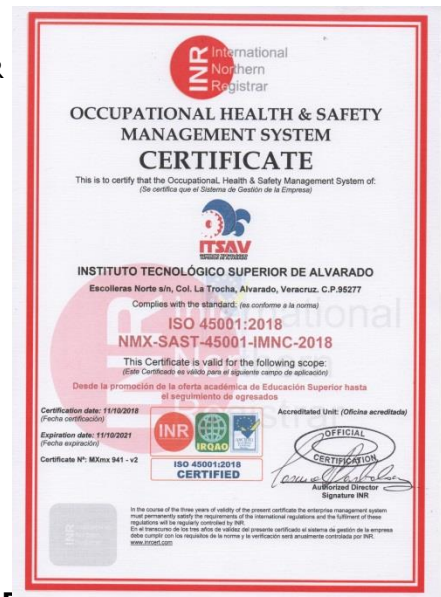 R
INR International
Northern
Registrar
OCCUPATIONAL HEALTH & SAFETY
MANAGEMENT SYSTEM
CERTIFICATE
This is to certify that the Occupational, Health & Safety Management System of:
(Se certifica que el Sistema de Gestión de la Empresa)
ITSAV
INSTITUTO TECNOLÓGICO SUPERIOR DE ALVARADO
Escolleras Norte s/n, Col. La Trocha, Alvarado, Veracruz. C.P.95277
Complies with the standard: (es conforme a la norma)
ISO 45001:2018
NMX-SAST-45001-IMNC-2018
This Certificate is valid for the following scope:
(Este Certificado es válido para el siguiente campo de aplicación)
Desde la promoción de la oferta académica de Educación Superior hasta
el seguimiento de egresados
Certification date: 11/10/2018
(Fecha certificación)
Expiration date: 11/10/2021
(Fecha expiración)
Certificate Nº: MXmx 941 - v2
INR
IRQAO
ISO 45001:2018
CERTIFIED
Accredited Unit: (Oficina acreditada)
OFFICIAL
CERTIFICATION
Authorized Director
Signature INR
In the course of the three years of validity of the present certificate the enterprise management system
must permanently satisfy the requirements of the international regulations and the fulfilment of these
regulations will be regularly controlled by INR.
En el transcurso de los tres años de validez del presente certificado el sistema de gestión de la empresa
debe cumplir con los requisitos de la norma y la verificación será anualmente controlada por INR.
www.inrcert.com